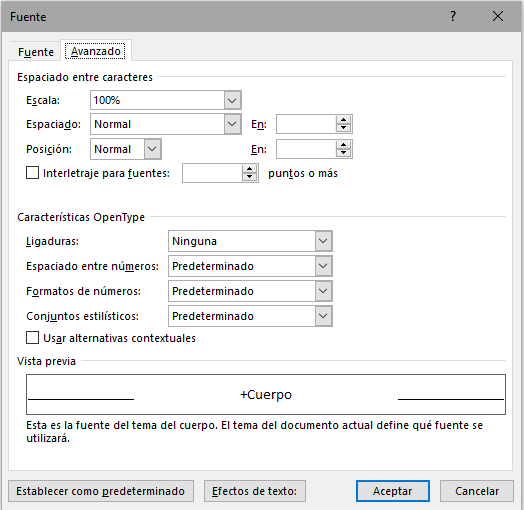 Fuente ?
Fuente Avanzado
Espaciado entre caracteres
Escala: 100%
Espaciado: Normal En:
Posición: Normal En:
Interletraje para fuentes: puntos o más
Características OpenType
Ligaduras: Ninguna
Espaciado entre números: Predeterminado
Formatos de números: Predeterminado
Conjuntos estilísticos: Predeterminado
Usar alternativas contextuales
Vista previa
+Cuerpo
Esta es la fuente del tema del cuerpo. El tema del documento actual define qué fuente se
utilizará.
Establecer como predeterminado Efectos de texto: Aceptar Cancelar